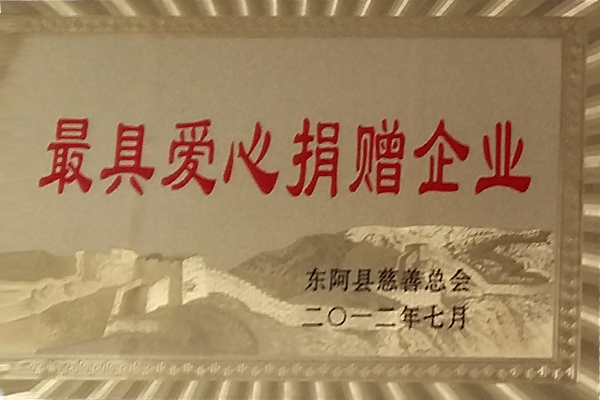 最具爱心捐赠企业
东阿县慈善总会
二〇一二年七月